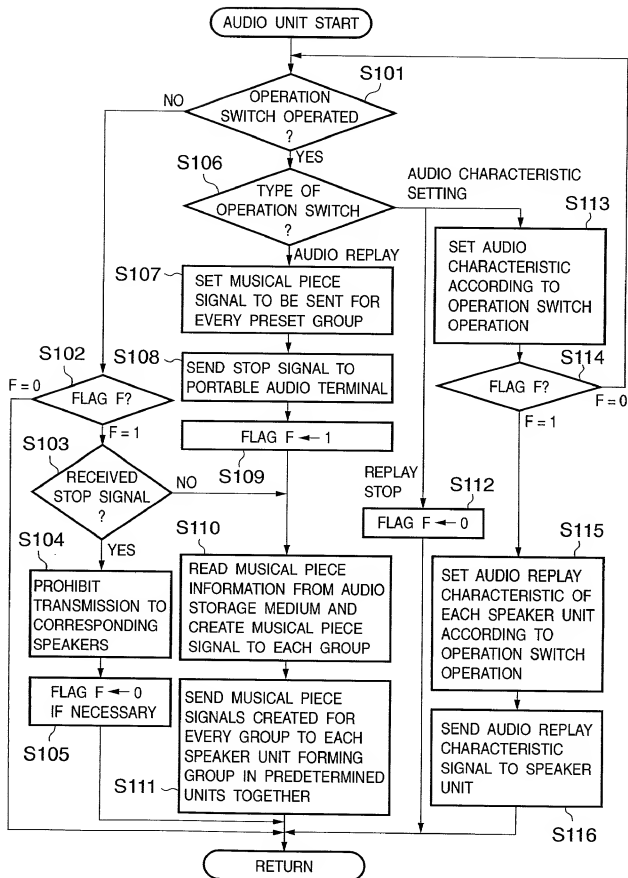 AUDIO UNIT START
S101
OPERATION
SWITCH OPERATED
?
NO
YES
S106
TYPE OF
OPERATION SWITCH
?
AUDIO CHARACTERISTIC
SETTING
AUDIO REPLAY
S107
SET MUSICAL PIECE
SIGNAL TO BE SENT FOR
EVERY PRESET GROUP
S113
SET AUDIO
CHARACTERISTIC
ACCORDING TO
OPERATION SWITCH
OPERATION
S108
SEND STOP SIGNAL TO
PORTABLE AUDIO TERMINAL
S102
F = 0
FLAG F?
F = 1
S114
FLAG F?
F = 0
F = 1
FLAG F ← 1
S109
S103
RECEIVED
STOP SIGNAL
?
NO
YES
REPLAY
STOP
S112
FLAG F ← 0
S104
PROHIBIT
TRANSMISSION TO
CORRESPONDING
SPEAKERS
S110
READ MUSICAL PIECE
INFORMATION FROM AUDIO
STORAGE MEDIUM AND
CREATE MUSICAL PIECE
SIGNAL TO EACH GROUP
S115
SET AUDIO REPLAY
CHARACTERISTIC OF
EACH SPEAKER UNIT
ACCORDING TO
OPERATION SWITCH
OPERATION
FLAG F ← 0
IF NECESSARY
S105
SEND MUSICAL PIECE
SIGNALS CREATED FOR
EVERY GROUP TO EACH
SPEAKER UNIT FORMING
GROUP IN PREDETERMINED
UNITS TOGETHER
S111
SEND AUDIO REPLAY
CHARACTERISTIC
SIGNAL TO SPEAKER
UNIT
S116
RETURN